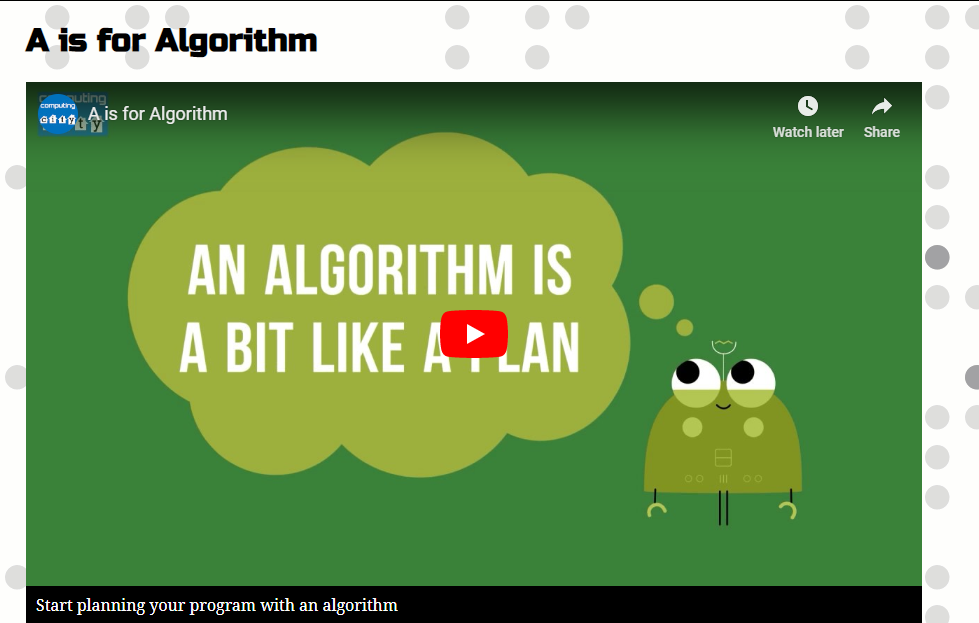 A is for Algorithm
computing
A is for Algorithm
Watch later
Share
AN ALGORITHM IS
A BIT LIKE A PLAN
Start planning your program with an algorithm